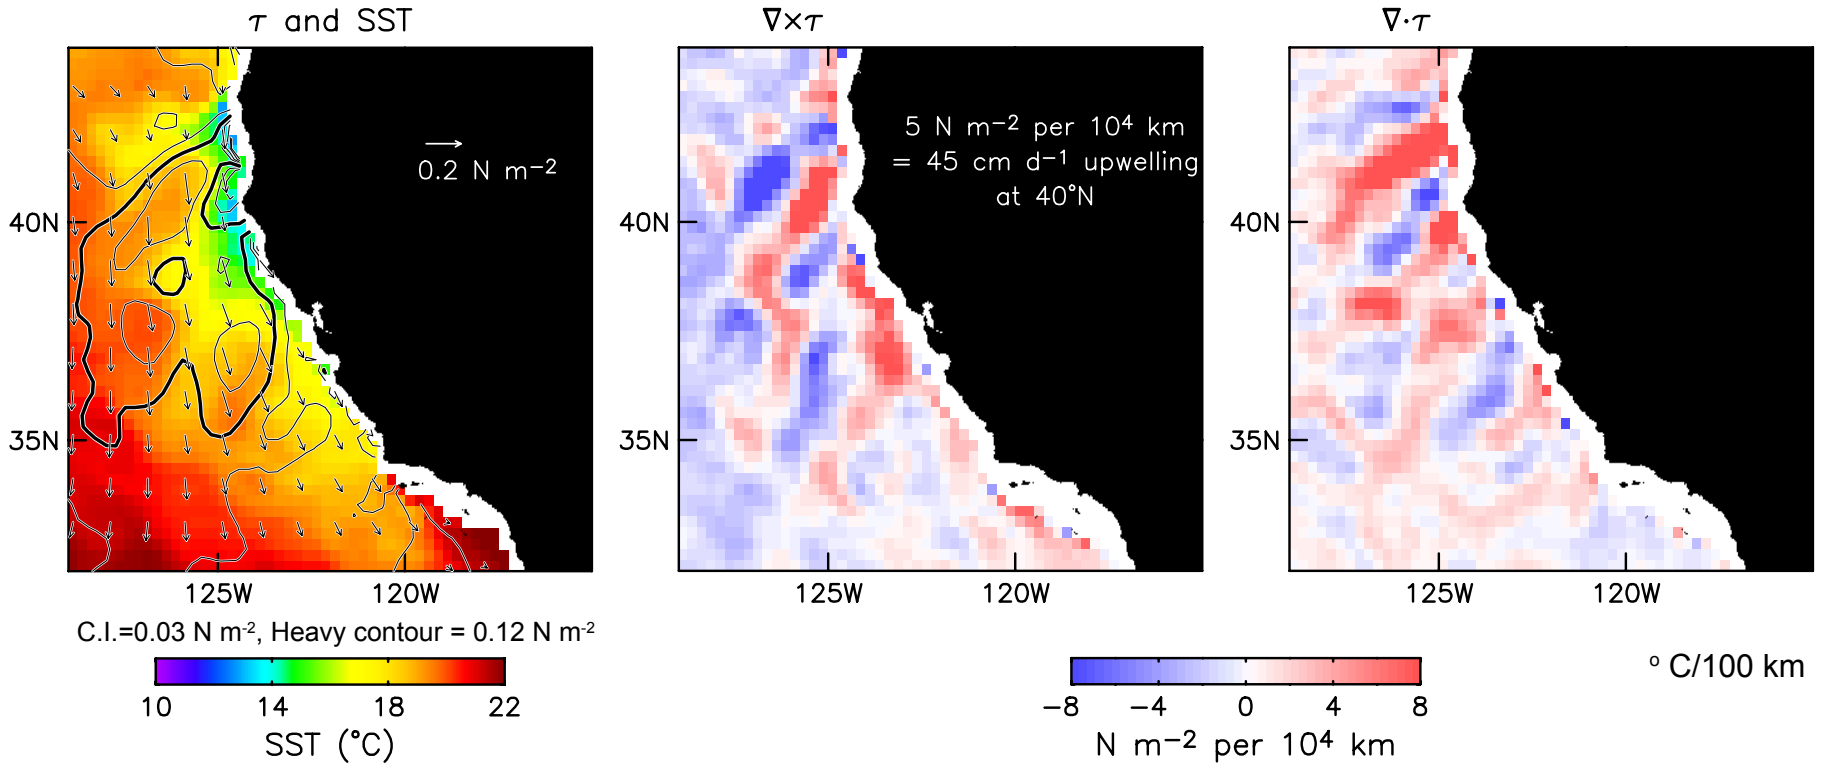 τ and SST
∇×τ
∇·τ
0.2 N m⁻²
5 N m⁻² per 10⁴ km
= 45 cm d⁻¹ upwelling
at 40°N
40N
35N
125W 120W
40N
35N
125W 120W
40N
35N
125W 120W
C.I.=0.03 N m⁻², Heavy contour = 0.12 N m⁻²
10 14 18 22
SST (°C)
−8 −4 0 4 8
N m⁻² per 10⁴ km
° C/100 km